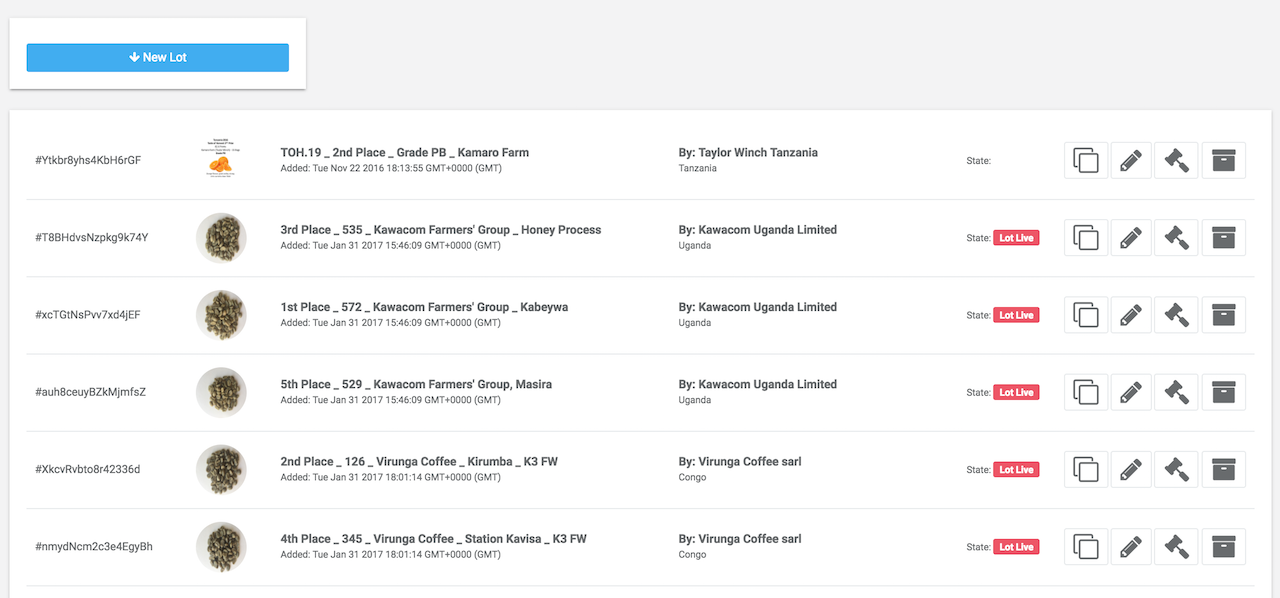 New Lot
#Ytkbr8yhs4KbH6rGF
TOH.19 _ 2nd Place _ Grade PB _ Kamaro Farm
Added: Tue Nov 22 2016 18:13:55 GMT+0000 (GMT)
By: Taylor Winch Tanzania
Tanzania
State:
#T8BHdvsNzpkg9k74Y
3rd Place _ 535 _ Kawacom Farmers' Group _ Honey Process
Added: Tue Jan 31 2017 15:46:09 GMT+0000 (GMT)
By: Kawacom Uganda Limited
Uganda
State: Lot Live
#xcTGtNsPvv7xd4jEF
1st Place _ 572 _ Kawacom Farmers' Group _ Kabeywa
Added: Tue Jan 31 2017 15:46:09 GMT+0000 (GMT)
By: Kawacom Uganda Limited
Uganda
State: Lot Live
#auh8ceuyBZkMjmfsZ
5th Place _ 529 _ Kawacom Farmers' Group, Masira
Added: Tue Jan 31 2017 15:46:09 GMT+0000 (GMT)
By: Kawacom Uganda Limited
Uganda
State: Lot Live
#XkcvRvbto8r42336d
2nd Place _ 126 _ Virunga Coffee _ Kirumba _ K3 FW
Added: Tue Jan 31 2017 18:01:14 GMT+0000 (GMT)
By: Virunga Coffee sarl
Congo
State: Lot Live
#nmydNcm2c3e4EgyBh
4th Place _ 345 _ Virunga Coffee _ Station Kavisa _ K3 FW
Added: Tue Jan 31 2017 18:01:14 GMT+0000 (GMT)
By: Virunga Coffee sarl
Congo
State: Lot Live